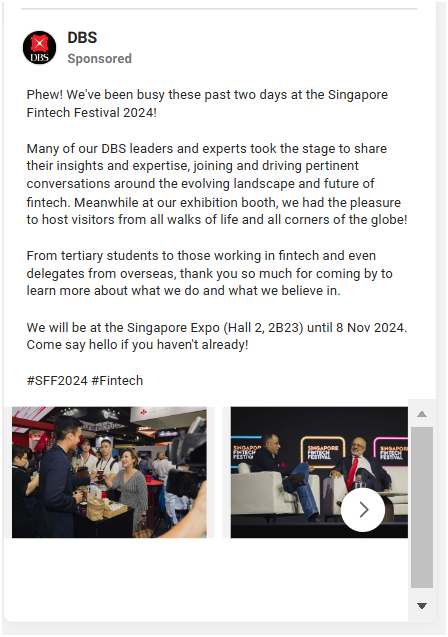 DBS
DBS
Sponsored
Phew! We've been busy these past two days at the Singapore
Fintech Festival 2024!
Many of our DBS leaders and experts took the stage to share
their insights and expertise, joining and driving pertinent
conversations around the evolving landscape and future of
fintech. Meanwhile at our exhibition booth, we had the pleasure
to host visitors from all walks of life and all corners of the globe!
From tertiary students to those working in fintech and even
delegates from overseas, thank you so much for coming by to
learn more about what we do and what we believe in.
We will be at the Singapore Expo (Hall 2, 2B23) until 8 Nov 2024.
Come say hello if you haven't already!
#SFF2024 #Fintech
SINGAPORE
FINTECH
FESTIVAL
SINGAPORE
FINTECH
FESTIVAL
SINGAPORE
FINTECH
FESTIVAL